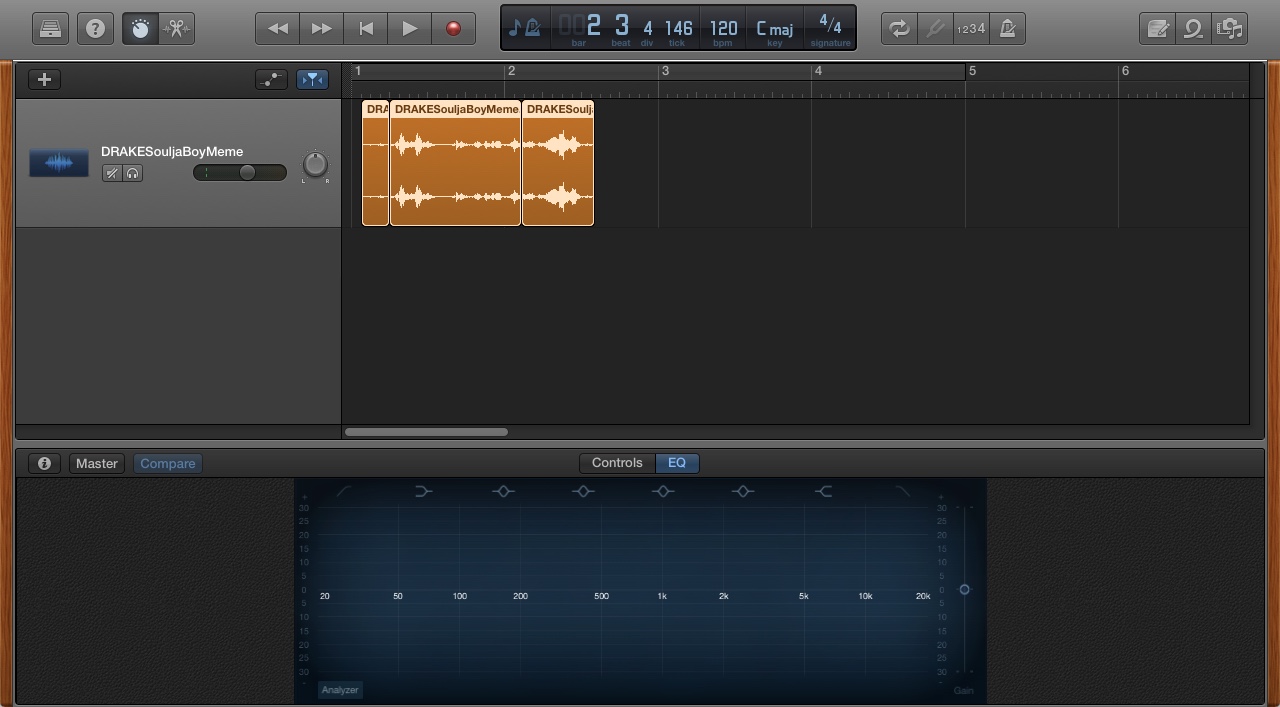 ?
1234
00 2 3 4 146 120 C maj 4/4
bar beat div tick bpm key signature
1 2 3 4 5 6
DRA DRAKESouljaBoyMeme DRAKESoulj
DRAKESouljaBoyMeme
L R
Master Compare Controls EQ
+ +
30 30
25 25
20 20
15 15
10 10
5 5
0 0
20 50 100 200 500 1k 2k 5k 10k 20k
5 5
10 10
15 15
20 20
25 25
30 30
- -
Analyzer Gain